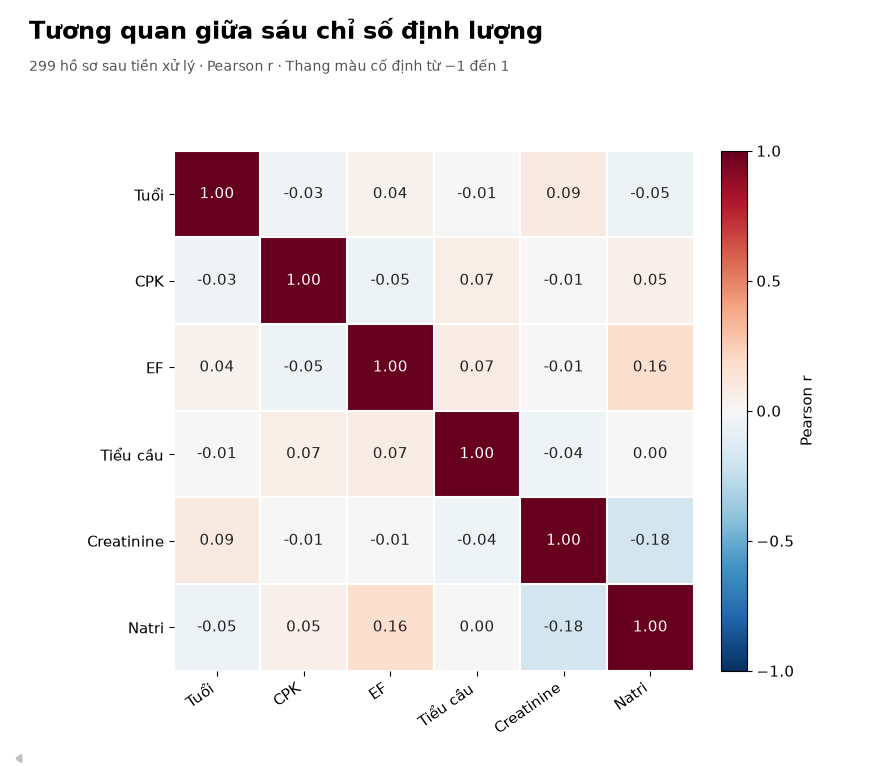 Tương quan giữa sáu chỉ số định lượng
299 hồ sơ sau tiền xử lý · Pearson r · Thang màu cố định từ −1 đến 1
Tuổi 1.00 -0.03 0.04 -0.01 0.09 -0.05
CPK -0.03 1.00 -0.05 0.07 -0.01 0.05
EF 0.04 -0.05 1.00 0.07 -0.01 0.16
Tiểu cầu -0.01 0.07 0.07 1.00 -0.04 0.00
Creatinine 0.09 -0.01 -0.01 -0.04 1.00 -0.18
Natri -0.05 0.05 0.16 0.00 -0.18 1.00
Tuổi CPK EF Tiểu cầu Creatinine Natri
1.0
0.5
0.0
−0.5
−1.0
Pearson r